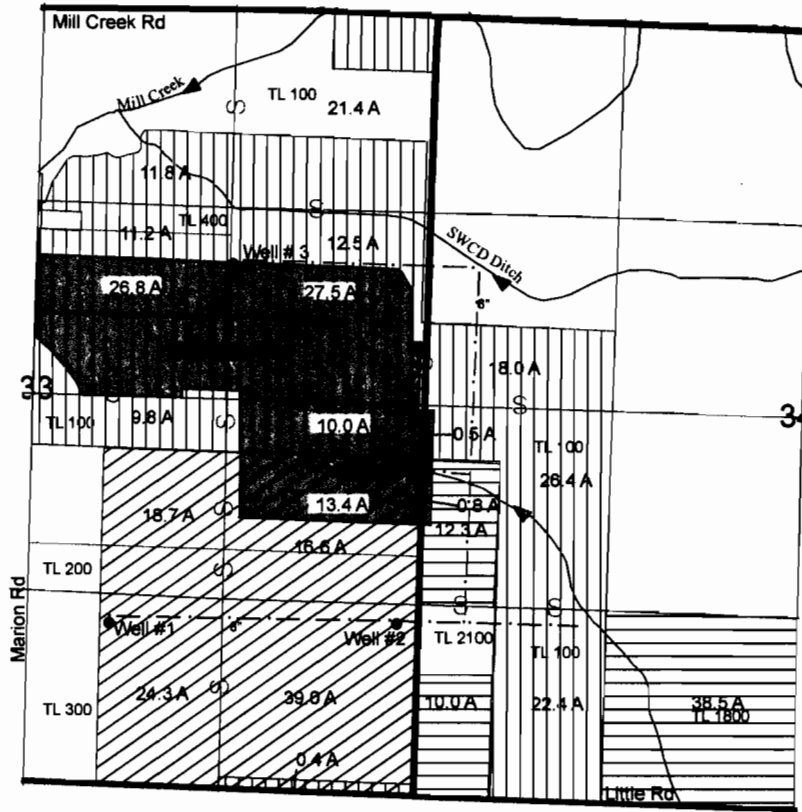 Mill Creek Rd
Mill Creek
TL 100
21.4 A
S
11.8 A
TL 400
S
11.2 A
12.5 A
SWCD Ditch
Well # 3
26.8 A
27.5 A
6"
18.0 A
33
34
S
TL 100
9.8 A
S
10.0 A
0.5 A
TL 100
26.4 A
18.7 A
S
13.4 A
0.8 A
12.3 A
16.6 A
TL 200
S
Marion Rd
Well #1
6"
Well #2
S
S
TL 2100
TL 100
TL 300
24.3 A
S
39.0 A
10.0 A
22.4 A
38.5 A
TL 1800
0.4 A
Little Rd